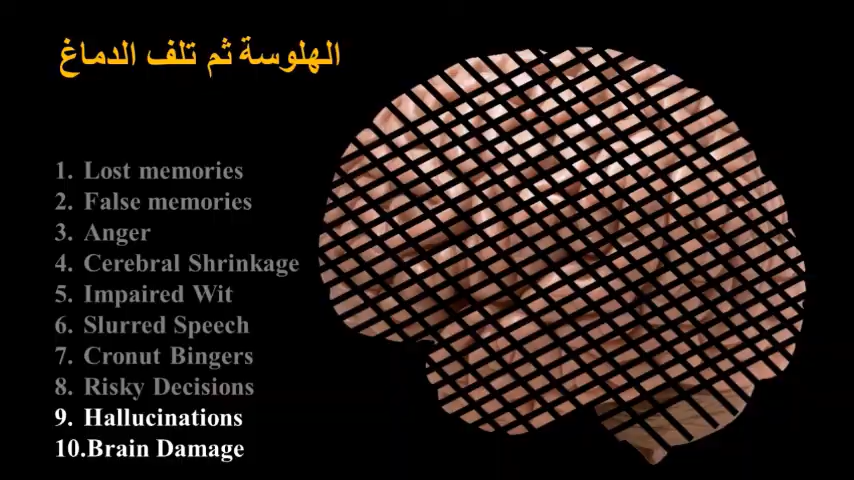 الهلوسة ثم تلف الدماغ
1. Lost memories
2. False memories
3. Anger
4. Cerebral Shrinkage
5. Impaired Wit
6. Slurred Speech
7. Cronut Bingers
8. Risky Decisions
9. Hallucinations
10.Brain Damage